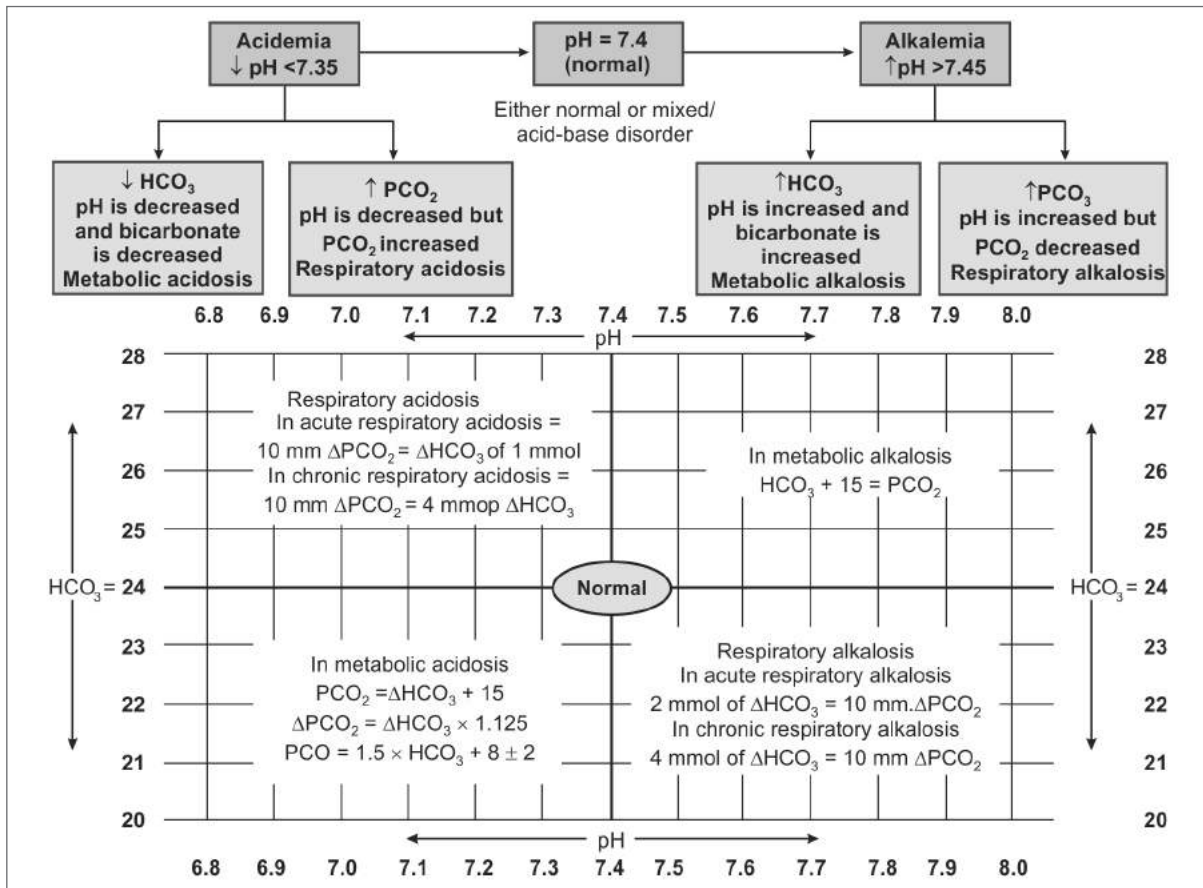 Acidemia
↓ pH <7.35
pH = 7.4
(normal)
Alkalemia
↑pH >7.45
Either normal or mixed/
acid-base disorder
↓ HCO₃
pH is decreased
and bicarbonate
is decreased
Metabolic acidosis
↑ PCO₂
pH is decreased but
PCO₂ increased
Respiratory acidosis
↑HCO₃
pH is increased and
bicarbonate is
increased
Metabolic alkalosis
↑PCO₃
pH is increased but
PCO₂ decreased
Respiratory alkalosis
6.8 6.9 7.0 7.1 7.2 7.3 7.4 7.5 7.6 7.7 7.8 7.9 8.0
pH
28 28
27 27
26 26
25 25
HCO₃= 24 HCO₃= 24
23 23
22 22
21 21
20 20
Respiratory acidosis
In acute respiratory acidosis =
10 mm ΔPCO₂ = ΔHCO₃ of 1 mmol
In chronic respiratory acidosis =
10 mm ΔPCO₂ = 4 mmop ΔHCO₃
In metabolic alkalosis
HCO₃ + 15 = PCO₂
Normal
In metabolic acidosis
PCO₂ =ΔHCO₃ + 15
ΔPCO₂ = ΔHCO₃ × 1.125
PCO = 1.5 × HCO₃ + 8 ± 2
Respiratory alkalosis
In acute respiratory alkalosis
2 mmol of ΔHCO₃ = 10 mm.ΔPCO₂
In chronic respiratory alkalosis
4 mmol of ΔHCO₃ = 10 mm ΔPCO₂
pH
6.8 6.9 7.0 7.1 7.2 7.3 7.4 7.5 7.6 7.7 7.8 7.9 8.0